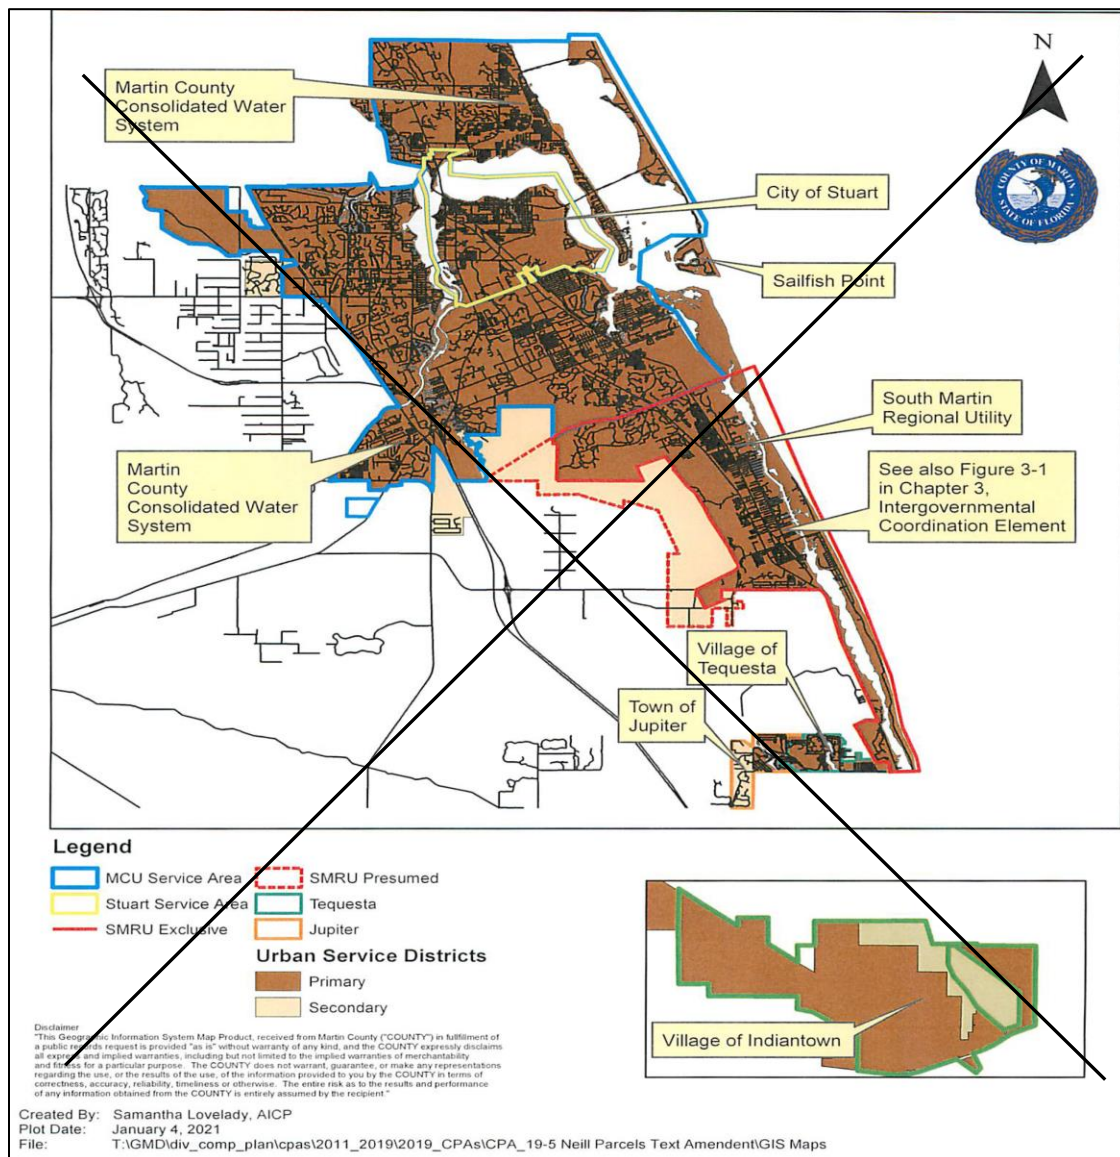 N
Martin County
Consolidated Water
System
COUNTY OF MARTIN
STATE OF FLORIDA
City of Stuart
Sailfish Point
South Martin
Regional Utility
See also Figure 3-1
in Chapter 3,
Intergovernmental
Coordination Element
Martin
County
Consolidated Water
System
Village of
Tequesta
Town of
Jupiter
Legend
MCU Service Area
Stuart Service Area
SMRU Exclusive
SMRU Presumed
Tequesta
Jupiter
Urban Service Districts
Primary
Secondary
Village of Indiantown
Disclaimer
"This Geographic Information System Map Product, received from Martin County ("COUNTY") in fulfillment of
a public records request is provided "as is" without warranty of any kind, and the COUNTY expressly disclaims
all express and implied warranties, including but not limited to the implied warranties of merchantability
and fitness for a particular purpose. The COUNTY does not warrant, guarantee, or make any representations
regarding the use, or the results of the use, of the information provided to you by the COUNTY in terms of
correctness, accuracy, reliability, timeliness or otherwise. The entire risk as to the results and performance
of any information obtained from the COUNTY is entirely assumed by the recipient."
Created By: Samantha Lovelady, AICP
Plot Date: January 4, 2021
File: T:\GMD\div_comp_plan\cpas\2011_2019\2019_CPAs\CPA_19-5 Neill Parcels Text Amendent\GIS Maps